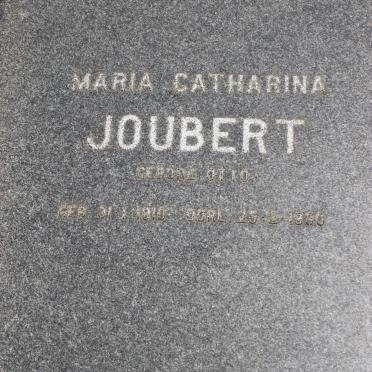 MARIA CATHARINA
JOUBERT
GEBORE OTTO
GEB. OORL.